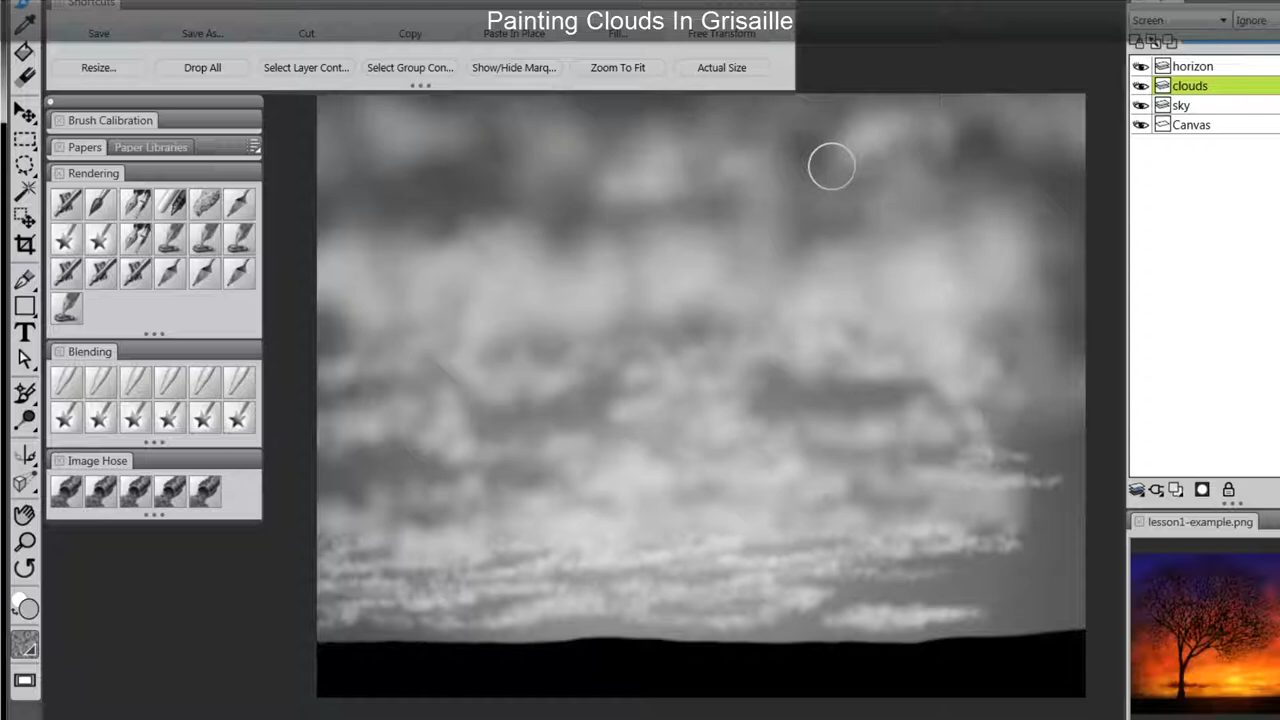 Painting Clouds In Grisaille
Shortcuts
Save
Save As...
Cut
Copy
Paste In Place
Fill...
Free Transform
Resize...
Drop All
Select Layer Cont...
Select Group Con...
Show/Hide Marq...
Zoom To Fit
Actual Size
Brush Calibration
Papers
Paper Libraries
Rendering
Blending
Image Hose
T
Screen
Ignore
horizon
clouds
sky
Canvas
lesson1-example.png